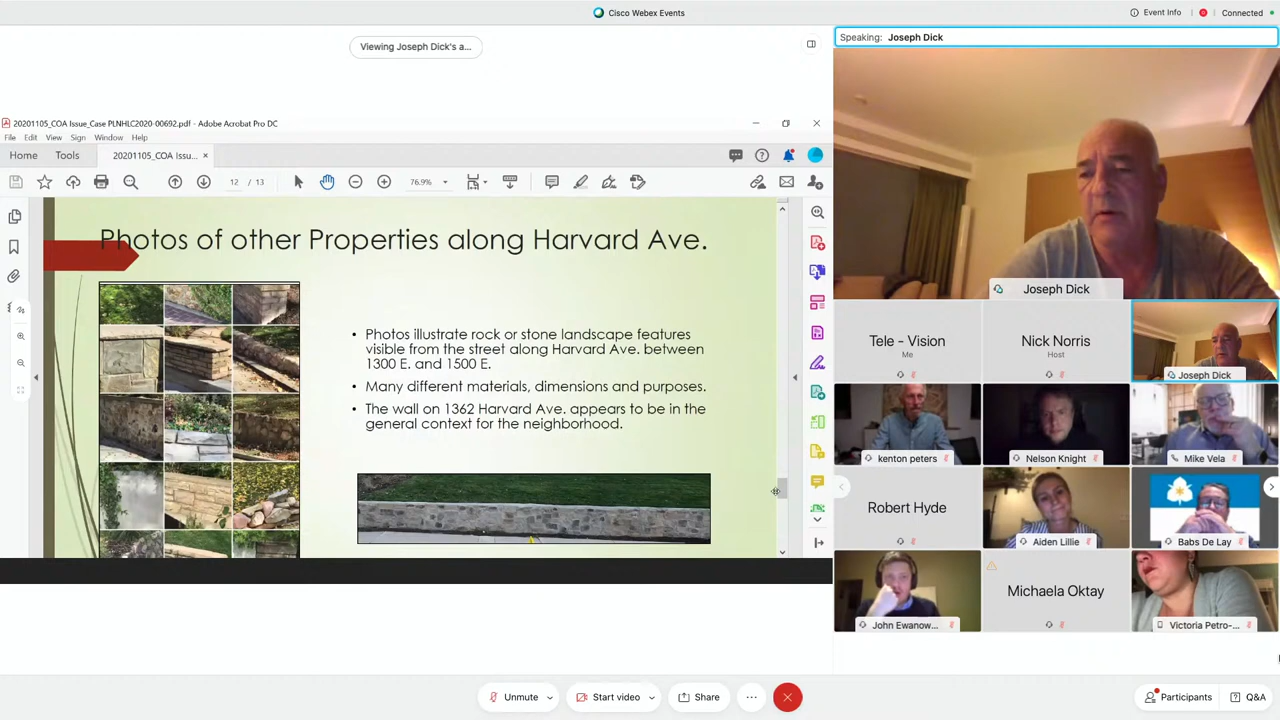 Cisco Webex Events
Event Info
Connected
Viewing Joseph Dick's a...
Speaking: Joseph Dick
20201105_COA Issue_Case PLNHLC2020-00692.pdf - Adobe Acrobat Pro DC
File Edit View Sign Window Help
Home Tools 20201105_COA Issu... ×
12 / 13
76.9%
Photos of other Properties along Harvard Ave.
• Photos illustrate rock or stone landscape features
visible from the street along Harvard Ave. between
1300 E. and 1500 E.
• Many different materials, dimensions and purposes.
• The wall on 1362 Harvard Ave. appears to be in the
general context for the neighborhood.
Joseph Dick
Tele - Vision
Me
Nick Norris
Host
Joseph Dick
kenton peters
Nelson Knight
Mike Vela
Robert Hyde
Aiden Lillie
Babs De Lay
John Ewanow...
Michaela Oktay
Victoria Petro-...
Unmute
Start video
Share
Participants
Q&A